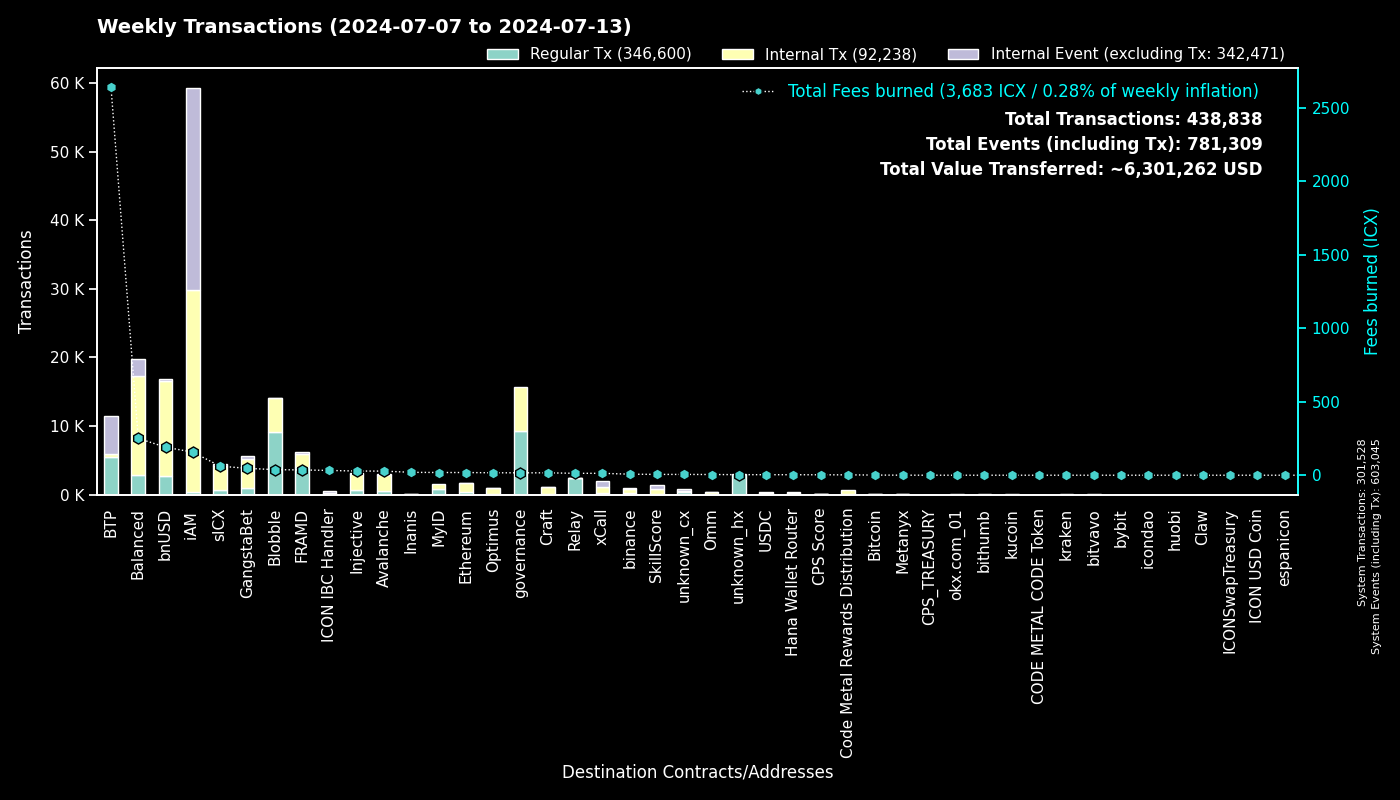 Weekly Transactions (2024-07-07 to 2024-07-13)
Regular Tx (346,600)
Internal Tx (92,238)
Internal Event (excluding Tx: 342,471)
Total Fees burned (3,683 ICX / 0.28% of weekly inflation)
Total Transactions: 438,838
Total Events (including Tx): 781,309
Total Value Transferred: ~6,301,262 USD
Transactions
60 K
50 K
40 K
30 K
20 K
10 K
0 K
2500
2000
1500
1000
500
0
Fees burned (ICX)
System Transactions: 301,528
System Events (including Tx): 603,045
BTP
Balanced
bnUSD
iAM
sICX
GangstaBet
Blobble
FRAMD
ICON IBC Handler
Injective
Avalanche
Inanis
MyID
Ethereum
Optimus
governance
Craft
Relay
xCall
binance
SkillScore
unknown_cx
Omm
unknown_hx
USDC
Hana Wallet Router
CPS Score
Code Metal Rewards Distribution
Bitcoin
Metanyx
CPS_TREASURY
okx.com_01
bithumb
kucoin
CODE METAL CODE Token
kraken
bitvavo
bybit
icondao
huobi
Claw
ICONSwapTreasury
ICON USD Coin
espanicon
Destination Contracts/Addresses